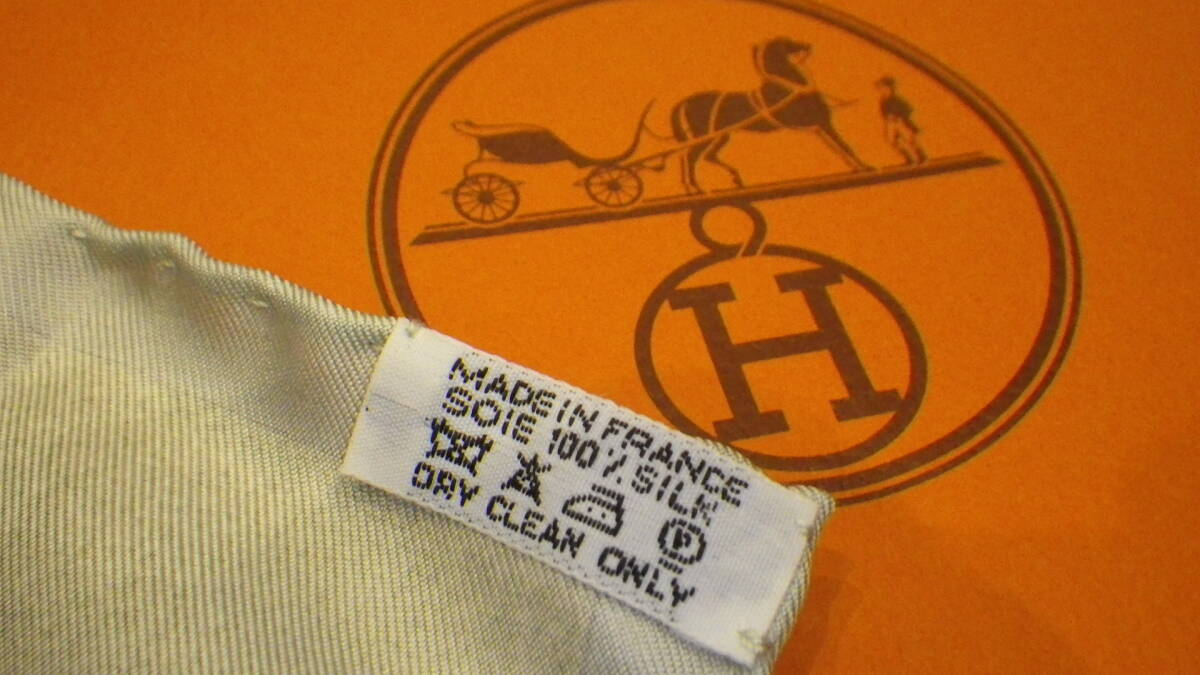 H
MADE IN FRANCE
SOIE 100% SILK
P
DRY CLEAN ONLY